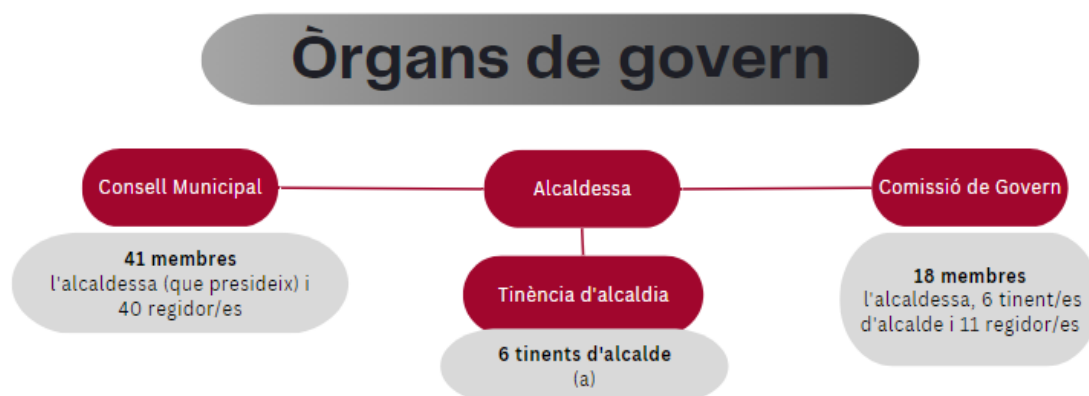 Òrgans de govern
Consell Municipal
41 membres
l'alcaldessa (que presideix) i
40 regidor/es
Alcaldessa
Tinència d'alcaldia
6 tinents d'alcalde
(a)
Comissió de Govern
18 membres
l'alcaldessa, 6 tinent/es
d'alcalde i 11 regidor/es